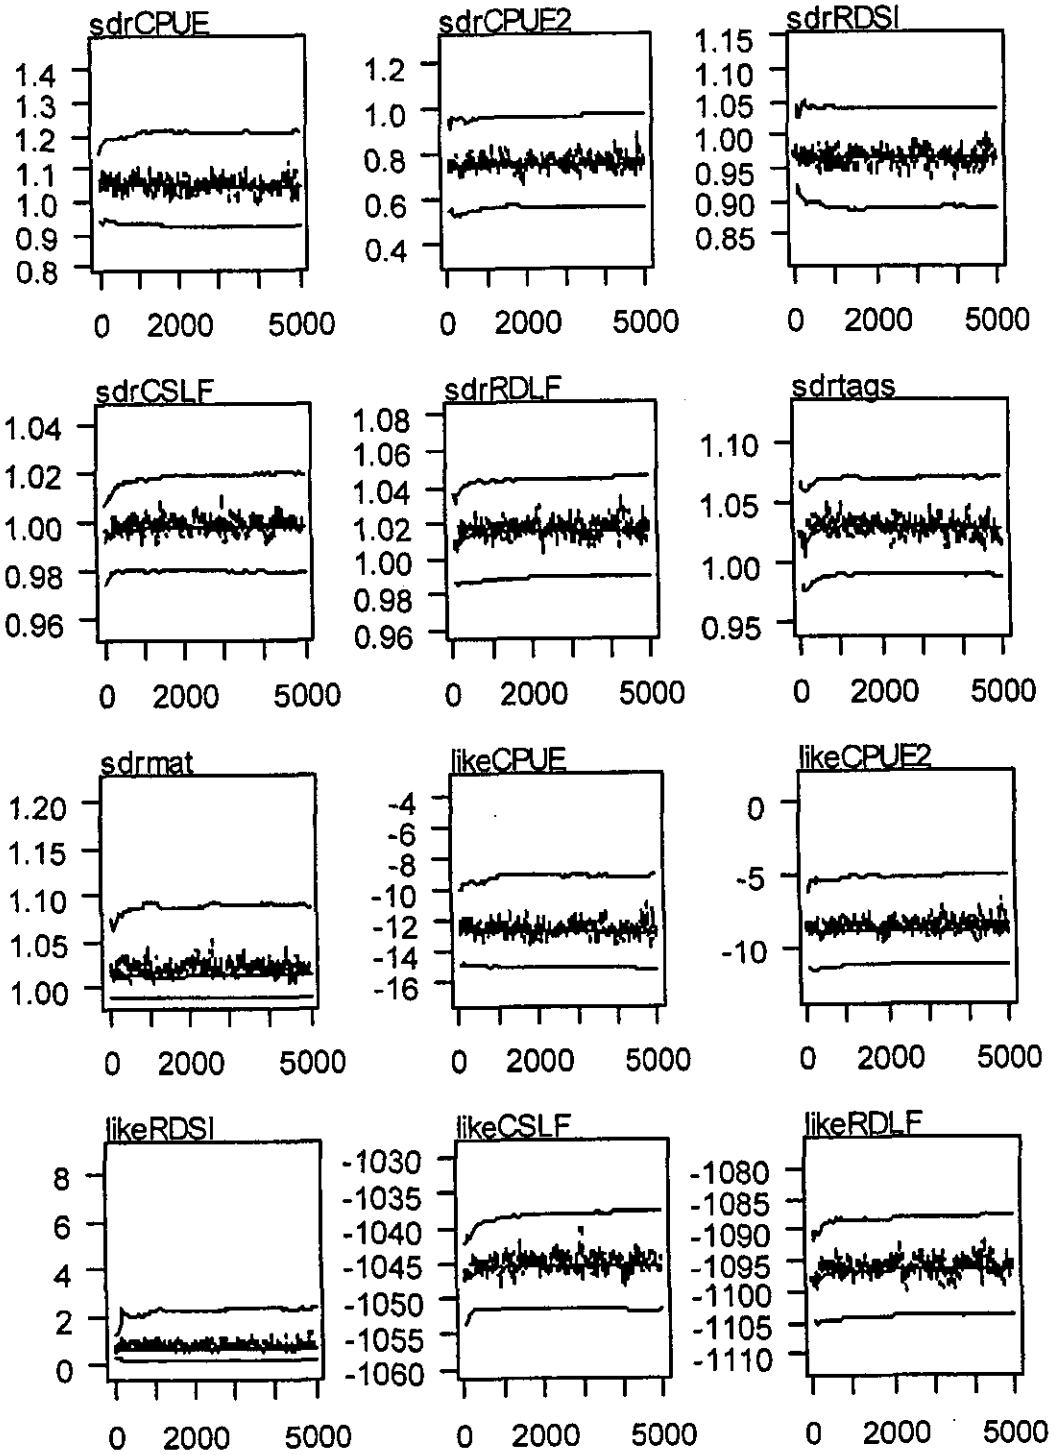 sdrCPUE
1.4
1.3
1.2
1.1
1.0
0.9
0.8
0 2000 5000
sdrCPUE2
1.2
1.0
0.8
0.6
0.4
0 2000 5000
sdrRDSI
1.15
1.10
1.05
1.00
0.95
0.90
0.85
0 2000 5000
sdrCSLF
1.04
1.02
1.00
0.98
0.96
0 2000 5000
sdrRDLF
1.08
1.06
1.04
1.02
1.00
0.98
0.96
0 2000 5000
sdrtags
1.10
1.05
1.00
0.95
0 2000 5000
sdrmat
1.20
1.15
1.10
1.05
1.00
0 2000 5000
likeCPUE
-4
-6
-8
-10
-12
-14
-16
0 2000 5000
likeCPUE2
0
-5
-10
0 2000 5000
likeRDSI
8
6
4
2
0
0 2000 5000
likeCSLF
-1030
-1035
-1040
-1045
-1050
-1055
-1060
0 2000 5000
likeRDLF
-1080
-1085
-1090
-1095
-1100
-1105
-1110
0 2000 5000